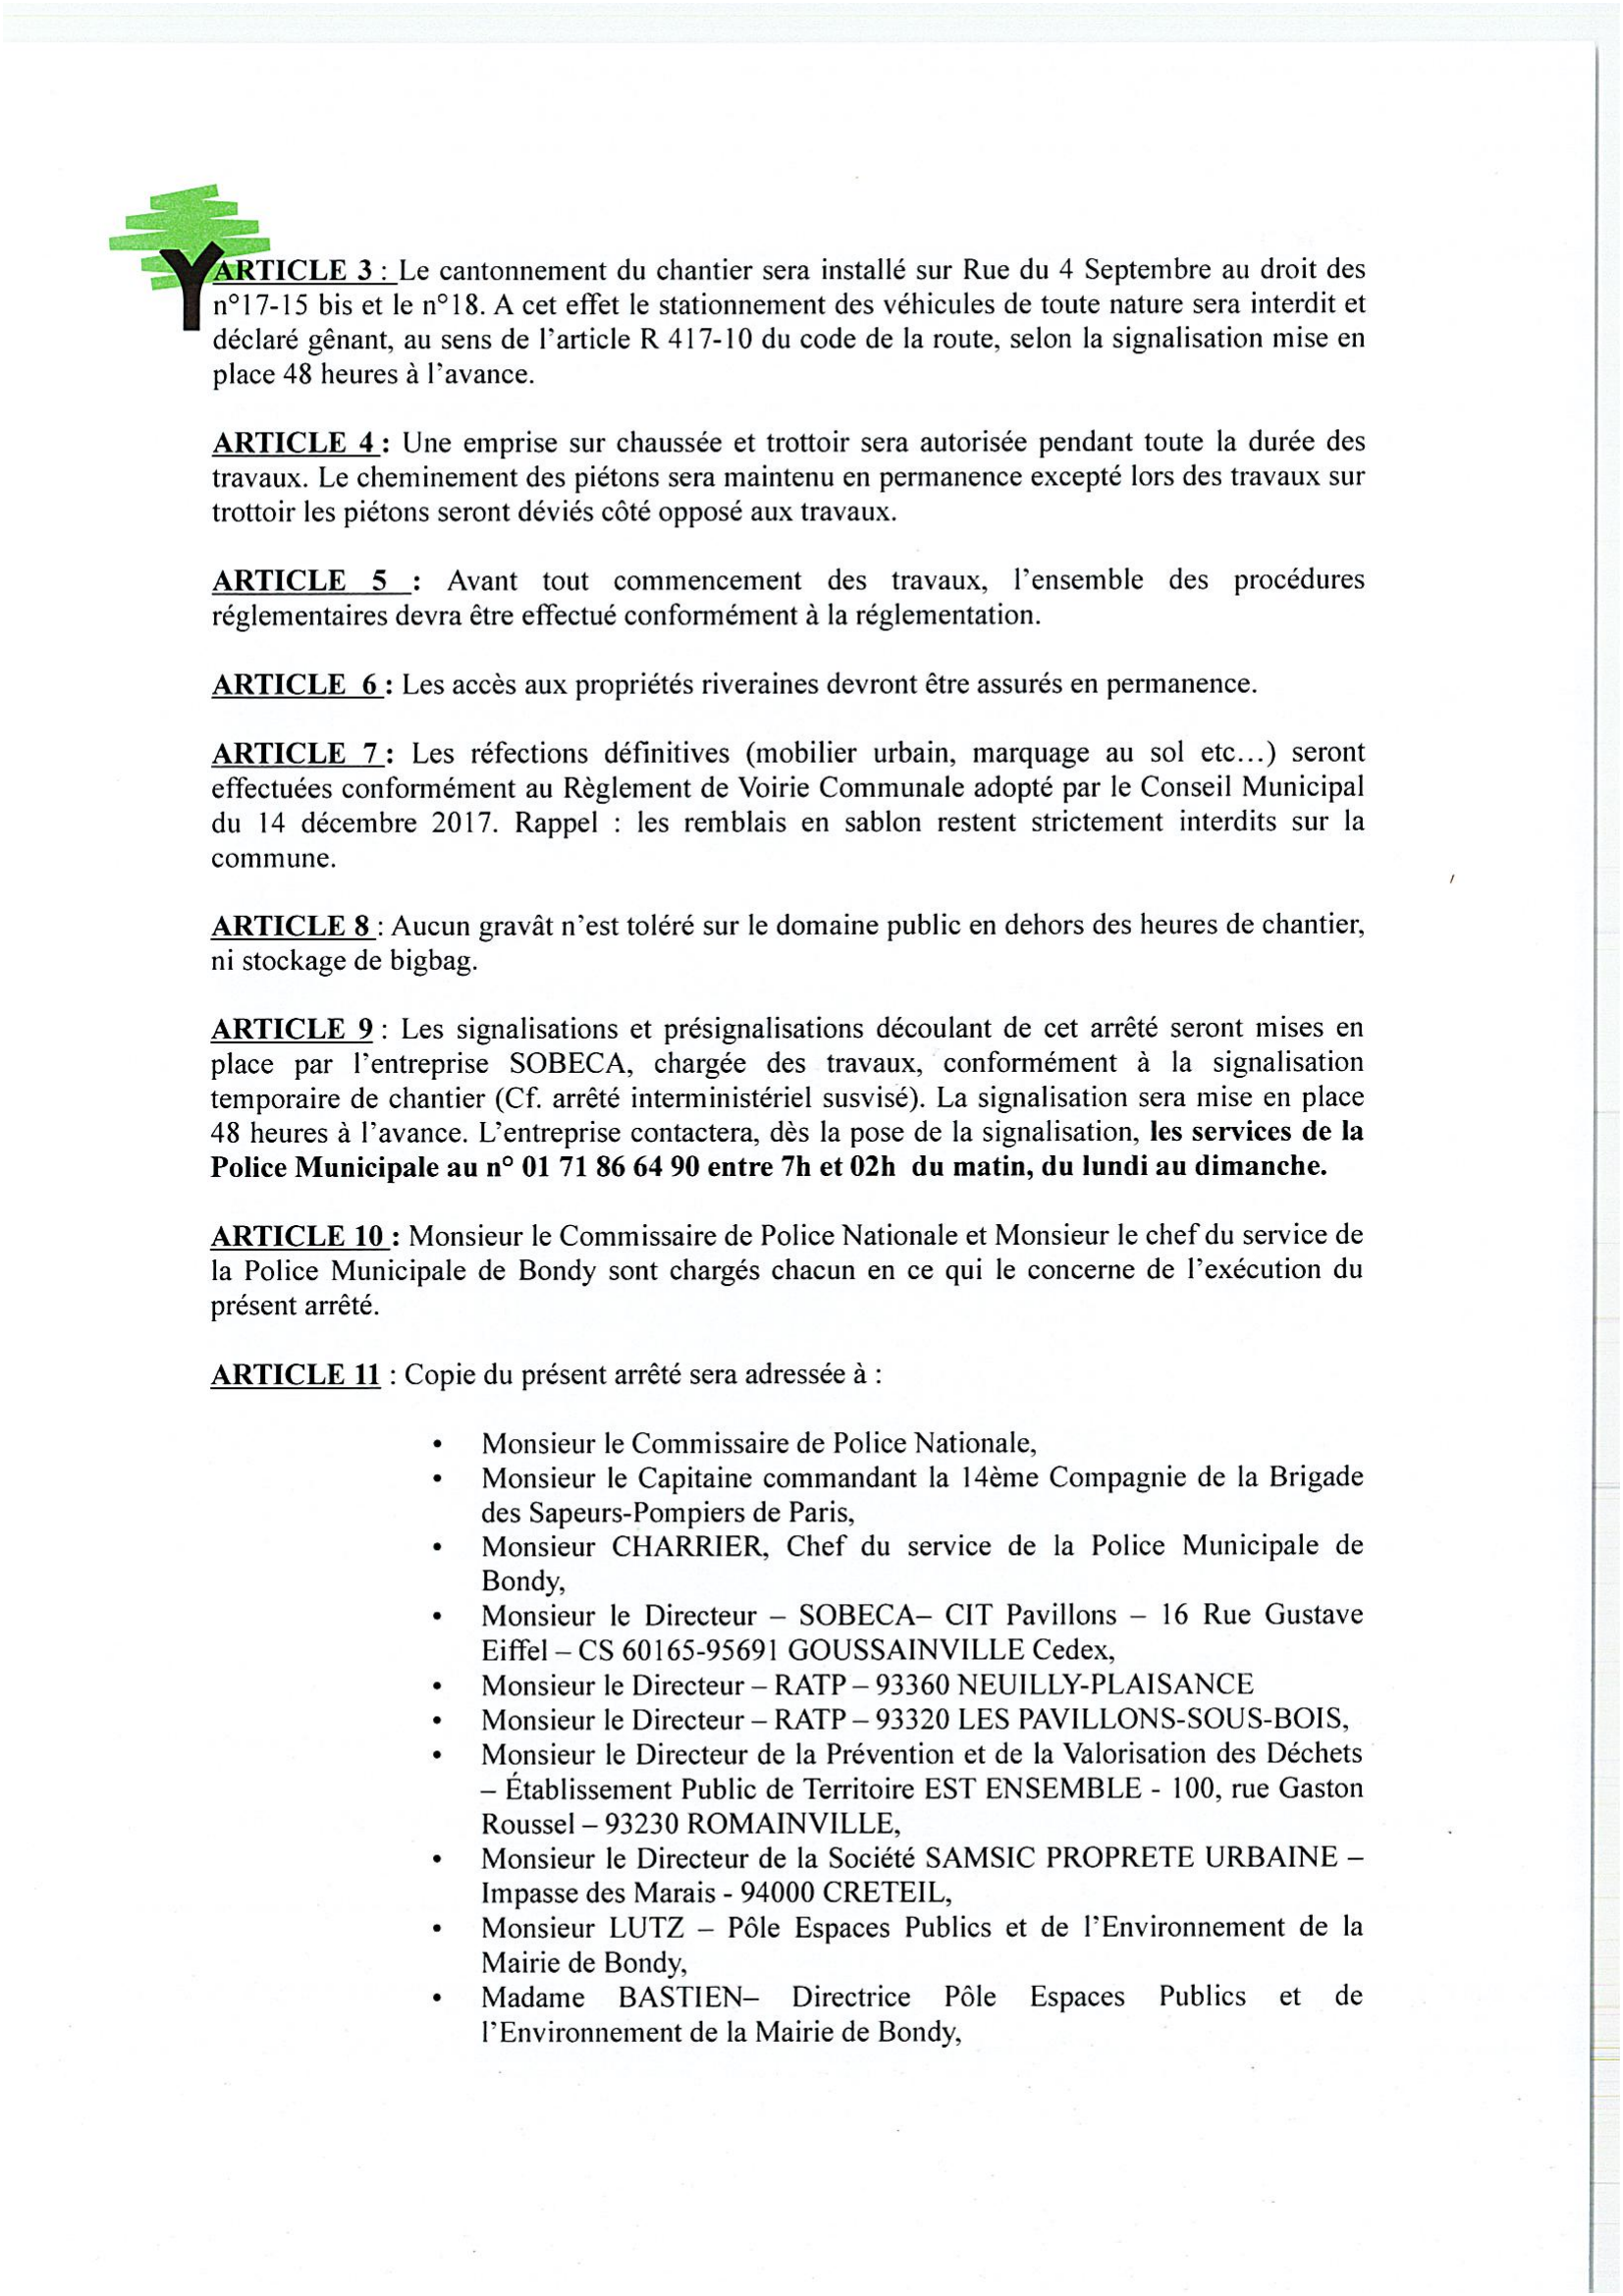 ARTICLE 3 : Le cantonnement du chantier sera installé sur Rue du 4 Septembre au droit des
n°17-15 bis et le n°18. A cet effet le stationnement des véhicules de toute nature sera interdit et
déclaré gênant, au sens de l’article R 417-10 du code de la route, selon la signalisation mise en
place 48 heures à l’avance.
ARTICLE 4 : Une emprise sur chaussée et trottoir sera autorisée pendant toute la durée des
travaux. Le cheminement des piétons sera maintenu en permanence excepté lors des travaux sur
trottoir les piétons seront déviés côté opposé aux travaux.
ARTICLE 5 : Avant tout commencement des travaux, l’ensemble des procédures
réglementaires devra être effectué conformément à la réglementation.
ARTICLE 6 : Les accès aux propriétés riveraines devront être assurés en permanence.
ARTICLE 7 : Les réfections définitives (mobilier urbain, marquage au sol etc…) seront
effectuées conformément au Règlement de Voirie Communale adopté par le Conseil Municipal
du 14 décembre 2017. Rappel : les remblais en sablon restent strictement interdits sur la
commune.
ARTICLE 8 : Aucun gravât n’est toléré sur le domaine public en dehors des heures de chantier,
ni stockage de bigbag.
ARTICLE 9 : Les signalisations et présignalisations découlant de cet arrêté seront mises en
place par l’entreprise SOBECA, chargée des travaux, conformément à la signalisation
temporaire de chantier (Cf. arrêté interministériel susvisé). La signalisation sera mise en place
48 heures à l’avance. L’entreprise contactera, dès la pose de la signalisation, les services de la
Police Municipale au n° 01 71 86 64 90 entre 7h et 02h du matin, du lundi au dimanche.
ARTICLE 10 : Monsieur le Commissaire de Police Nationale et Monsieur le chef du service de
la Police Municipale de Bondy sont chargés chacun en ce qui le concerne de l’exécution du
présent arrêté.
ARTICLE 11 : Copie du présent arrêté sera adressée à :
• Monsieur le Commissaire de Police Nationale,
• Monsieur le Capitaine commandant la 14ème Compagnie de la Brigade
des Sapeurs-Pompiers de Paris,
• Monsieur CHARRIER, Chef du service de la Police Municipale de
Bondy,
• Monsieur le Directeur – SOBECA– CIT Pavillons – 16 Rue Gustave
Eiffel – CS 60165-95691 GOUSSAINVILLE Cedex,
• Monsieur le Directeur – RATP – 93360 NEUILLY-PLAISANCE
• Monsieur le Directeur – RATP – 93320 LES PAVILLONS-SOUS-BOIS,
• Monsieur le Directeur de la Prévention et de la Valorisation des Déchets
– Établissement Public de Territoire EST ENSEMBLE - 100, rue Gaston
Roussel – 93230 ROMAINVILLE,
• Monsieur le Directeur de la Société SAMSIC PROPRETE URBAINE –
Impasse des Marais - 94000 CRETEIL,
• Monsieur LUTZ – Pôle Espaces Publics et de l’Environnement de la
Mairie de Bondy,
• Madame BASTIEN– Directrice Pôle Espaces Publics et de
l’Environnement de la Mairie de Bondy,